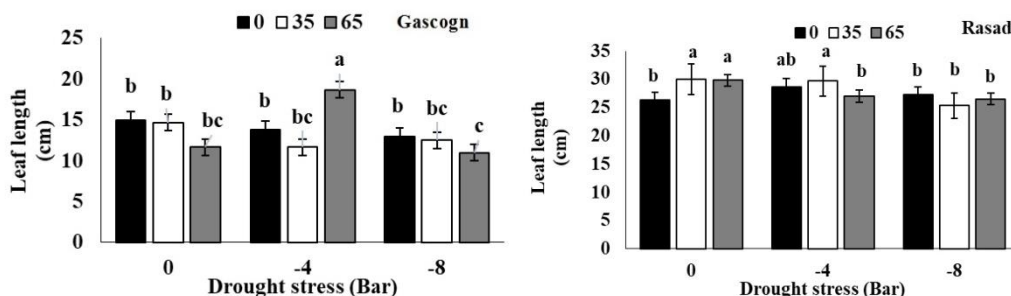 0 35 65 Gascogn
25
20
15
10
5
0
Leaf length
(cm)
b b bc b bc a b bc c
0 -4 -8
Drought stress (Bar)
0 35 65 Rasad
35
30
25
20
15
10
5
0
Leaf length
(cm)
b a a ab a b b b b
0 -4 -8
Drought stress (Bar)